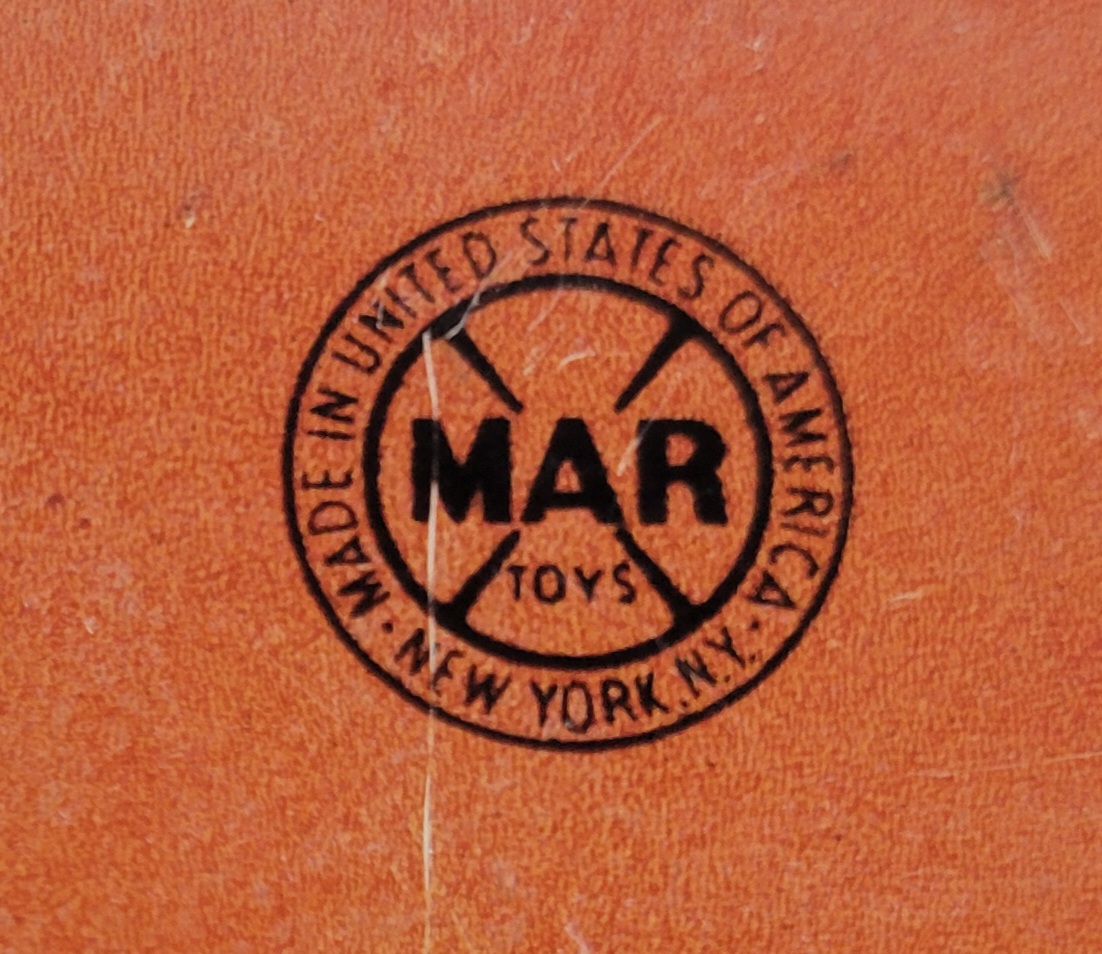 MADE IN UNITED STATES OF AMERICA
MAR
TOYS
· NEW YORK.N.Y. ·